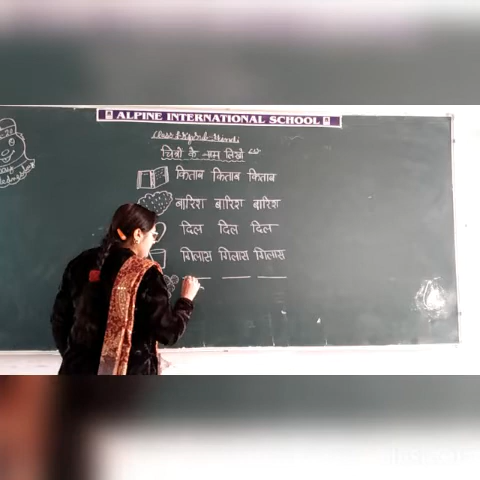 ALPINE INTERNATIONAL SCHOOL
चित्रों के नाम लिखो
किताब किताब किताब
बारिश बारिश बारिश
दिल दिल दिल
गिलास गिलास गिलास